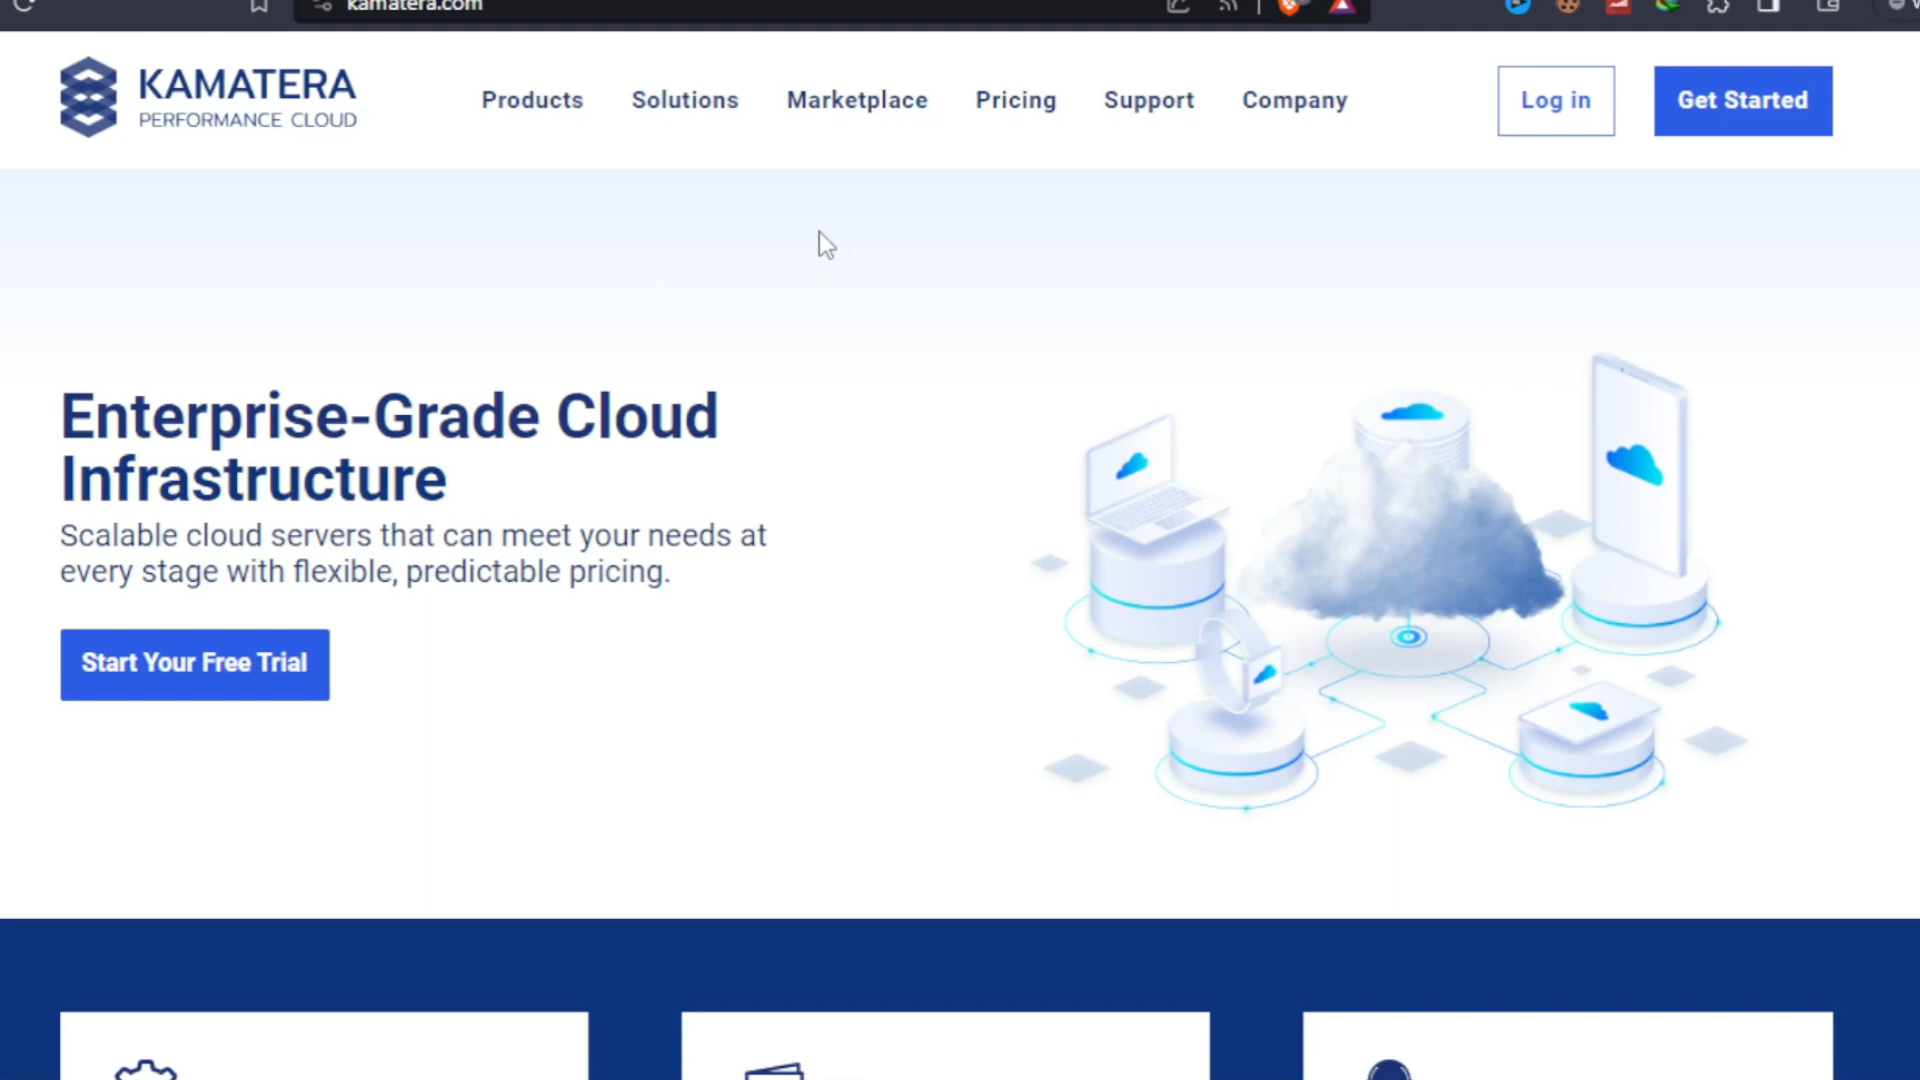 kamatera.com
KAMATERA
PERFORMANCE CLOUD
Products
Solutions
Marketplace
Pricing
Support
Company
Log in
Get Started
Enterprise-Grade Cloud
Infrastructure
Scalable cloud servers that can meet your needs at
every stage with flexible, predictable pricing.
Start Your Free Trial